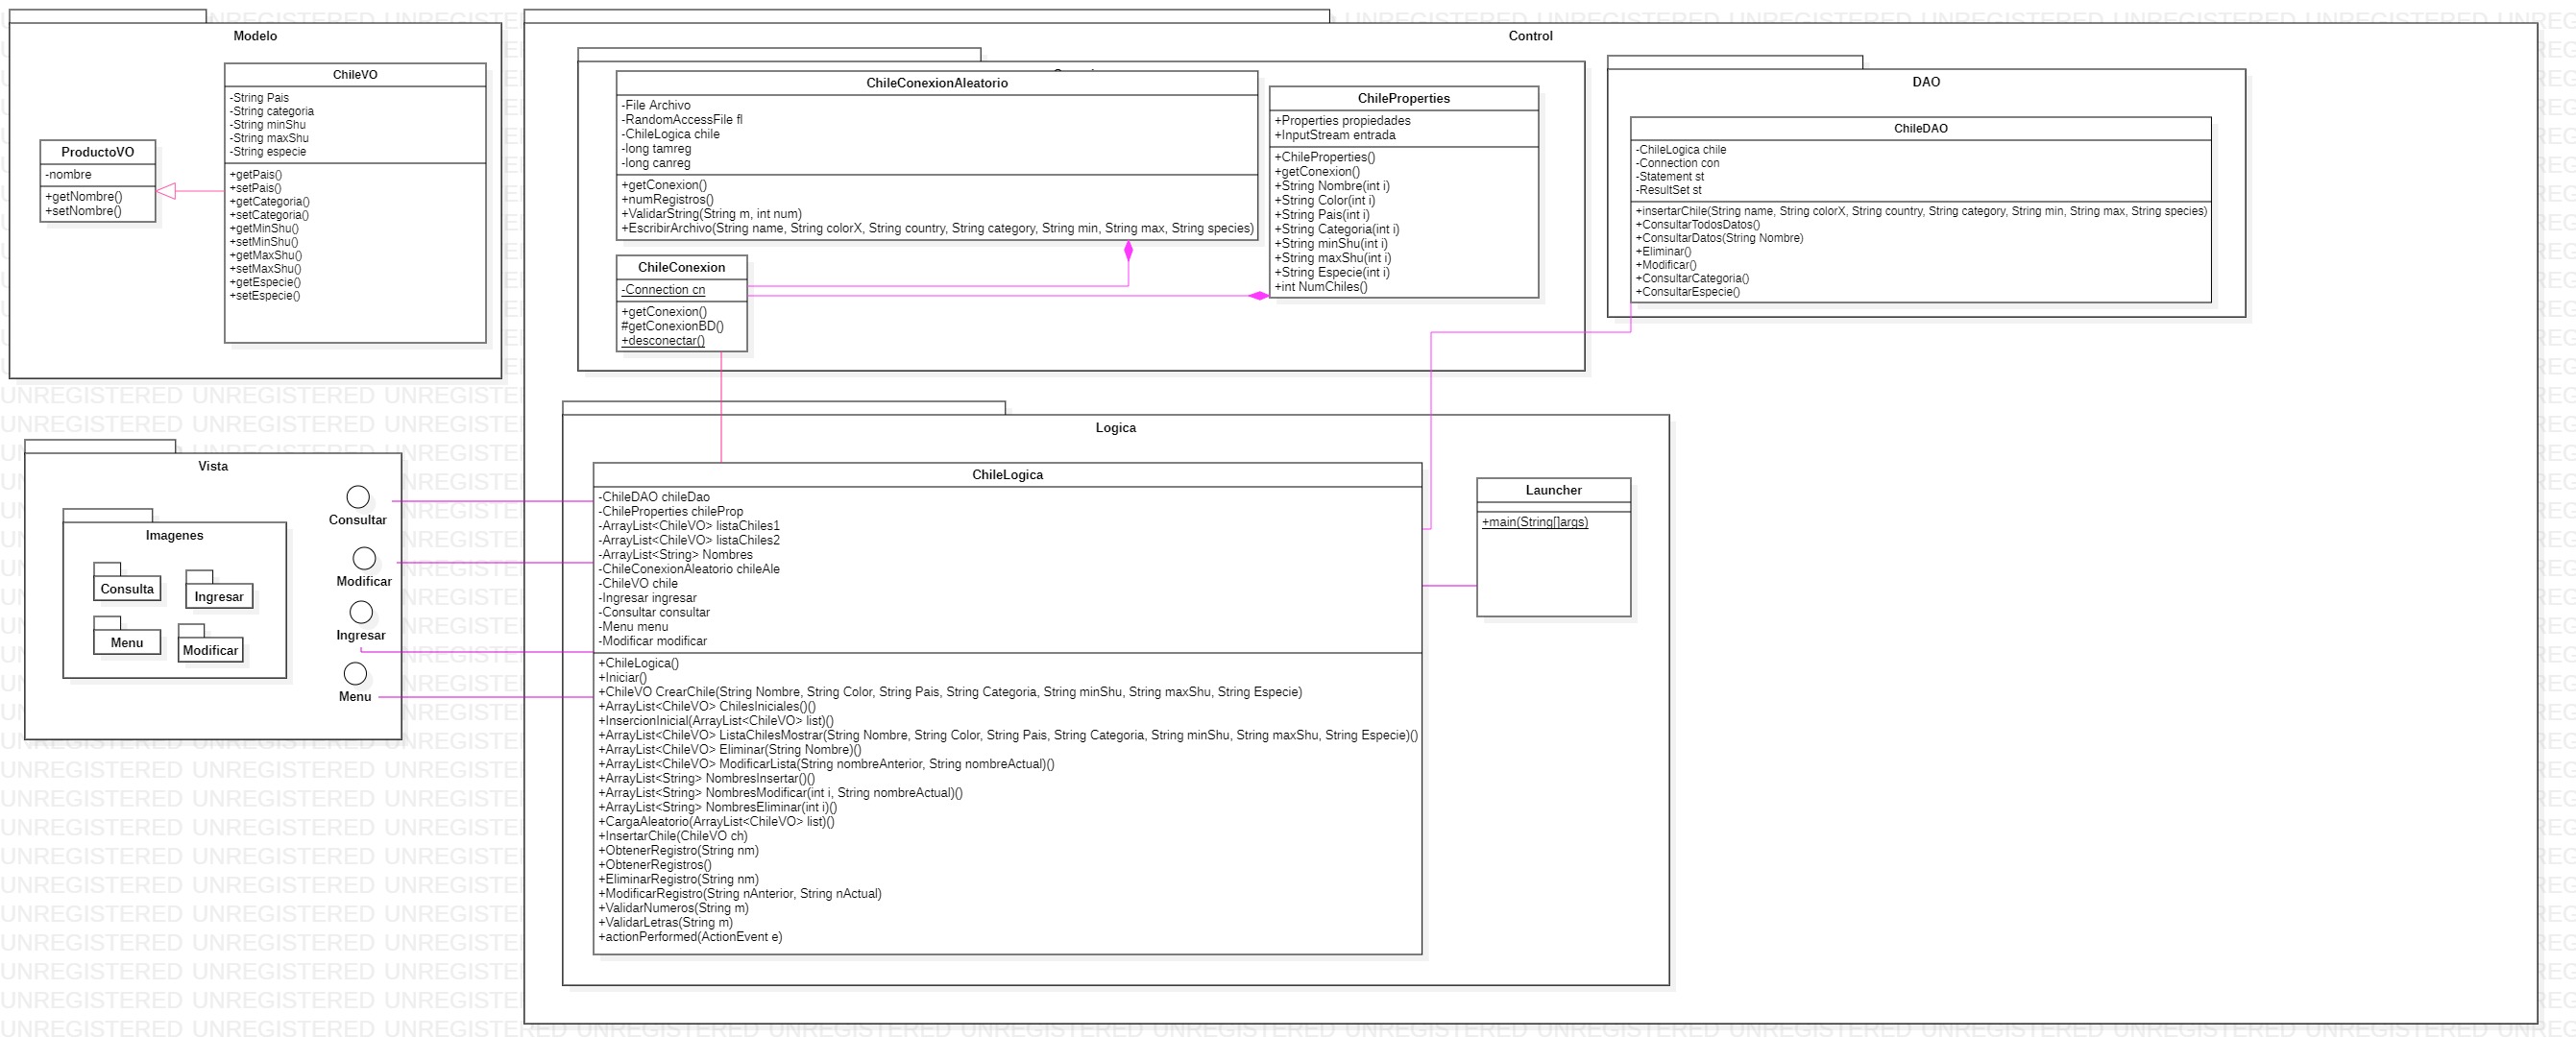 Modelo
ChileVO
-String Pais
-String categoria
-String minShu
-String maxShu
-String especie
+getPais()
+setPais()
+getCategoria()
+setCategoria()
+getMinShu()
+setMinShu()
+getMaxShu()
+setMaxShu()
+getEspecie()
+setEspecie()
ProductoVO
-nombre
+getNombre()
+setNombre()
Control
ChileConexionAleatorio
-File Archivo
-RandomAccessFile fl
-ChileLogica chile
-long tamreg
-long canreg
+getConexion()
+numRegistros()
+ValidarString(String m, int num)
+EscribirArchivo(String name, String colorX, String country, String category, String min, String max, String species)
ChileProperties
+Properties propiedades
+InputStream entrada
+ChileProperties()
+getConexion()
+String Nombre(int i)
+String Color(int i)
+String Pais(int i)
+String Categoria(int i)
+String minShu(int i)
+String maxShu(int i)
+String Especie(int i)
+int NumChiles()
ChileConexion
-Connection cn
+getConexion()
#getConexionBD()
+desconectar()
DAO
ChileDAO
-ChileLogica chile
-Connection con
-Statement st
-ResultSet st
+insertarChile(String name, String colorX, String country, String category, String min, String max, String species)
+ConsultarTodosDatos()
+ConsultarDatos(String Nombre)
+Eliminar()
+Modificar()
+ConsultarCategoria()
+ConsultarEspecie()
Vista
Imagenes
Consulta
Ingresar
Menu
Modificar
Consultar
Modificar
Ingresar
Menu
Logica
ChileLogica
-ChileDAO chileDao
-ChileProperties chileProp
-ArrayList<ChileVO> listaChiles1
-ArrayList<ChileVO> listaChiles2
-ArrayList<String> Nombres
-ChileConexionAleatorio chileAle
-ChileVO chile
-Ingresar ingresar
-Consultar consultar
-Menu menu
-Modificar modificar
+ChileLogica()
+Iniciar()
+ChileVO CrearChile(String Nombre, String Color, String Pais, String Categoria, String minShu, String maxShu, String Especie)
+ArrayList<ChileVO> ChilesIniciales()()
+InsercionInicial(ArrayList<ChileVO> list)()
+ArrayList<ChileVO> ListaChilesMostrar(String Nombre, String Color, String Pais, String Categoria, String minShu, String maxShu, String Especie)()
+ArrayList<ChileVO> Eliminar(String Nombre)()
+ArrayList<ChileVO> ModificarLista(String nombreAnterior, String nombreActual)()
+ArrayList<String> NombresInsertar()()
+ArrayList<String> NombresModificar(int i, String nombreActual)()
+ArrayList<String> NombresEliminar(int i)()
+CargaAleatorio(ArrayList<ChileVO> list)()
+InsertarChile(ChileVO ch)
+ObtenerRegistro(String nm)
+ObtenerRegistros()
+EliminarRegistro(String nm)
+ModificarRegistro(String nAnterior, String nActual)
+ValidarNumeros(String m)
+ValidarLetras(String m)
+actionPerformed(ActionEvent e)
Launcher
+main(String[]args)
UNREGISTERED